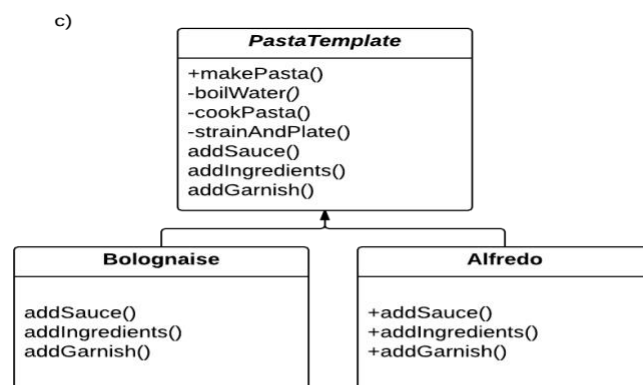 c)
PastaTemplate
+makePasta()
-boilWater()
-cookPasta()
-strainAndPlate()
addSauce()
addIngredients()
addGarnish()
Bolognaise
addSauce()
addIngredients()
addGarnish()
Alfredo
+addSauce()
+addIngredients()
+addGarnish()